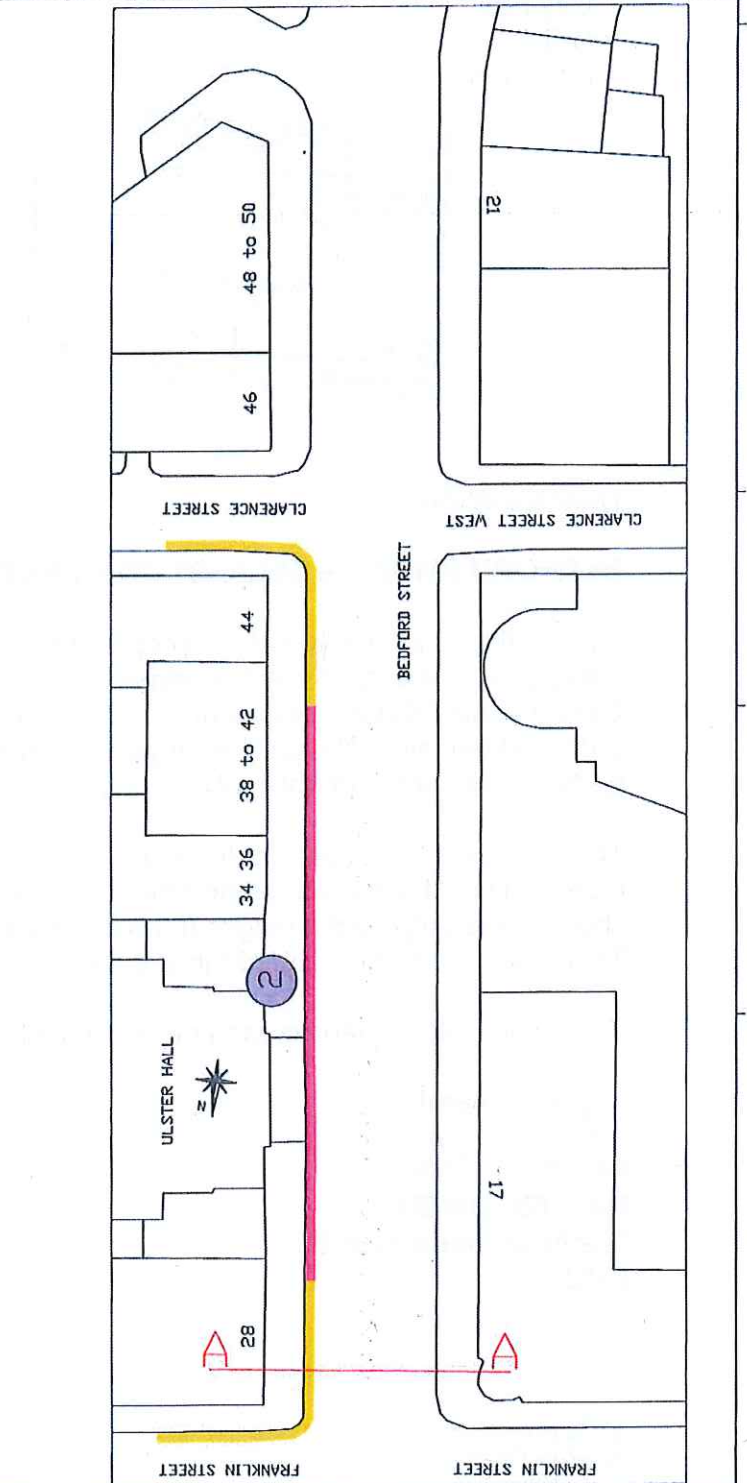 21
48 to 50
46
CLARENCE STREET
CLARENCE STREET WEST
BEDFORD STREET
44
38 to 42
34 36
2
ULSTER HALL
N
17
28
A
A
FRANKLIN STREET
FRANKLIN STREET